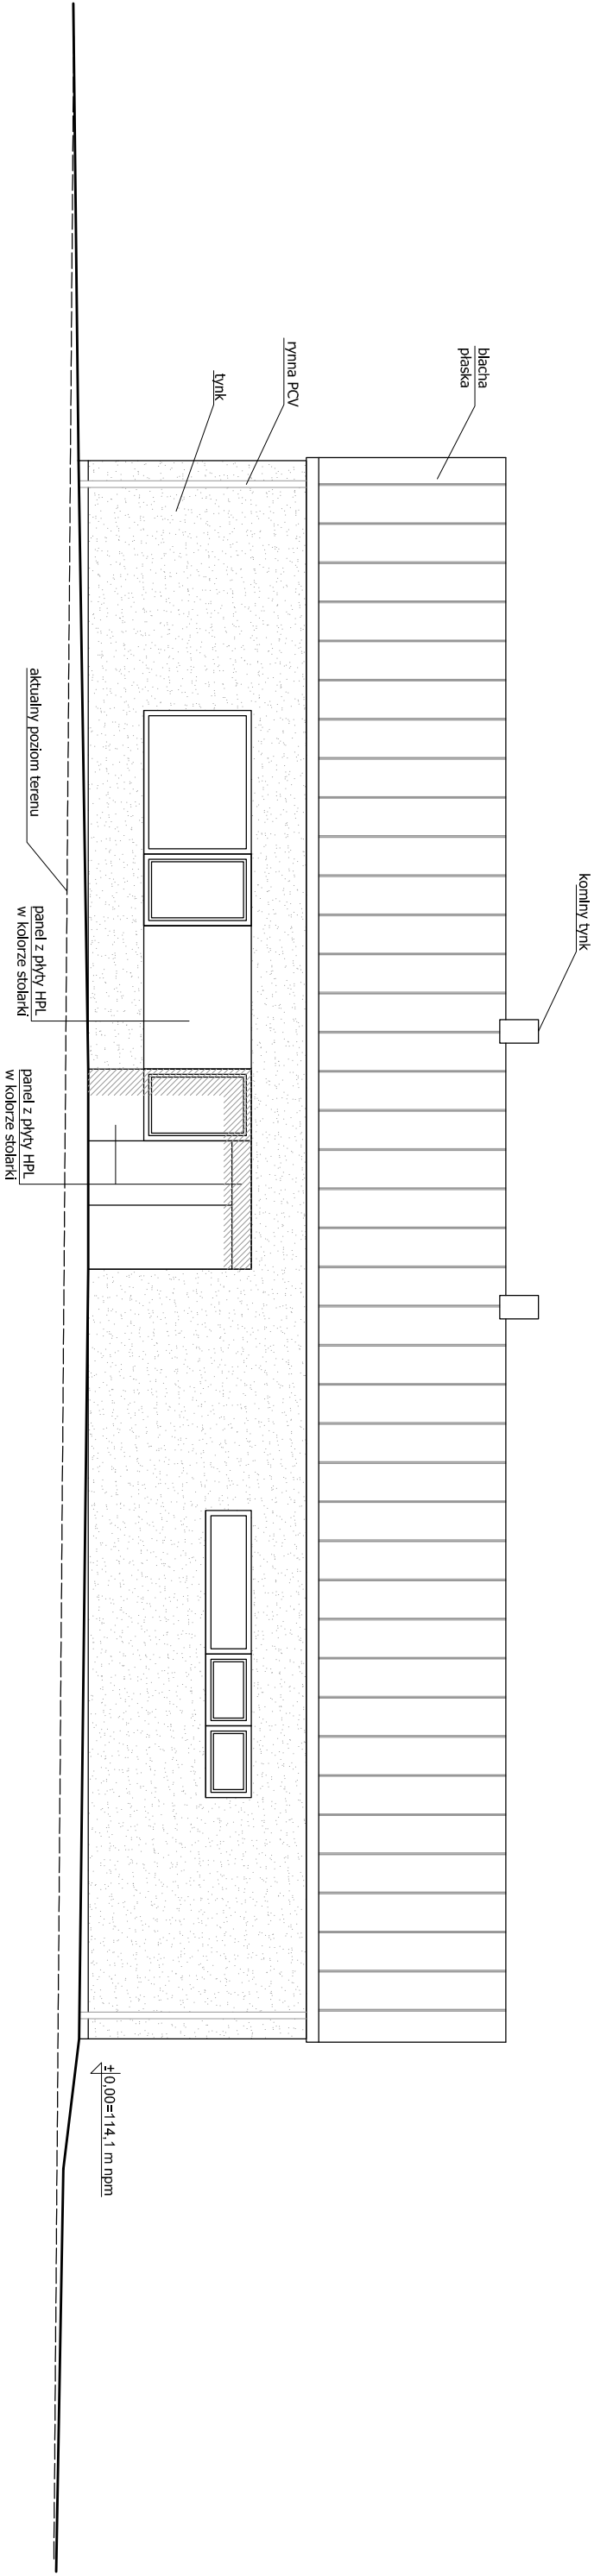 komlny tynk
blacha
płaska
rynna PCV
tynk
±0,00=114,1 m npm
aktualny poziom terenu
panel z płyty HPL
w kolorze stolarki
panel z płyty HPL
w kolorze stolarki